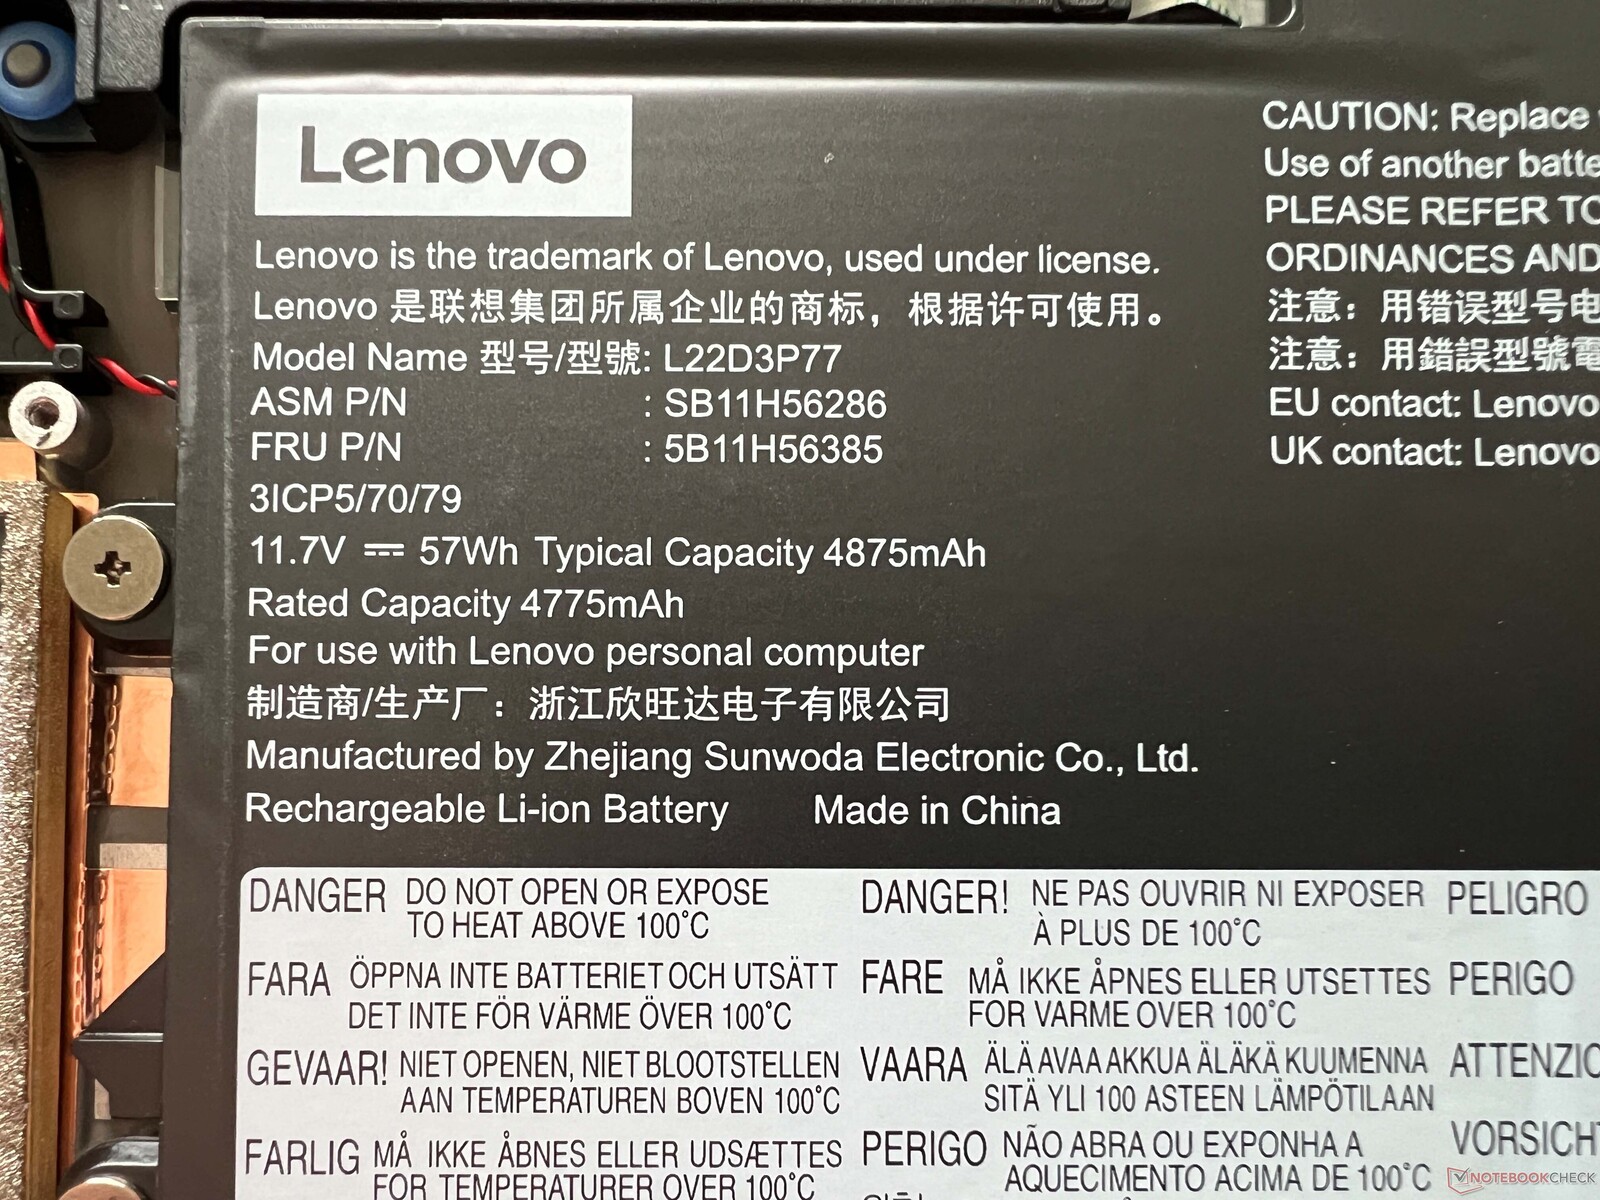 Lenovo
Lenovo is the trademark of Lenovo, used under license.
Lenovo 是联想集团所属企业的商标，根据许可使用。
Model Name 型号/型號: L22D3P77
ASM P/N : SB11H56286
FRU P/N : 5B11H56385
3ICP5/70/79
11.7V ⎓ 57Wh Typical Capacity 4875mAh
Rated Capacity 4775mAh
For use with Lenovo personal computer
制造商/生产厂：浙江欣旺达电子有限公司
Manufactured by Zhejiang Sunwoda Electronic Co., Ltd.
Rechargeable Li-ion Battery Made in China
CAUTION: Replace
Use of another batte
PLEASE REFER TO
ORDINANCES AND
注意：用错误型号电
注意：用錯誤型號電
EU contact: Lenovo
UK contact: Lenovo
DANGER DO NOT OPEN OR EXPOSE
TO HEAT ABOVE 100°C
FARA ÖPPNA INTE BATTERIET OCH UTSÄTT
DET INTE FÖR VÄRME ÖVER 100°C
GEVAAR! NIET OPENEN, NIET BLOOTSTELLEN
AAN TEMPERATUREN BOVEN 100°C
FARLIG MÅ IKKE ÅBNES ELLER UDSÆTTES
FOR TEMPERATURER OVER 100°C
DANGER! NE PAS OUVRIR NI EXPOSER
À PLUS DE 100°C
FARE MÅ IKKE ÅPNES ELLER UTSETTES
FOR VARME OVER 100°C
VAARA ÄLÄ AVAA AKKUA ÄLÄKÄ KUUMENNA
SITÄ YLI 100 ASTEEN LÄMPÖTILAAN
PERIGO NÃO ABRA OU EXPONHA A
AQUECIMENTO ACIMA DE 100°C
PELIGRO
PERIGO
ATTENZIO
VORSICHT
NOTEBOOKCHECK